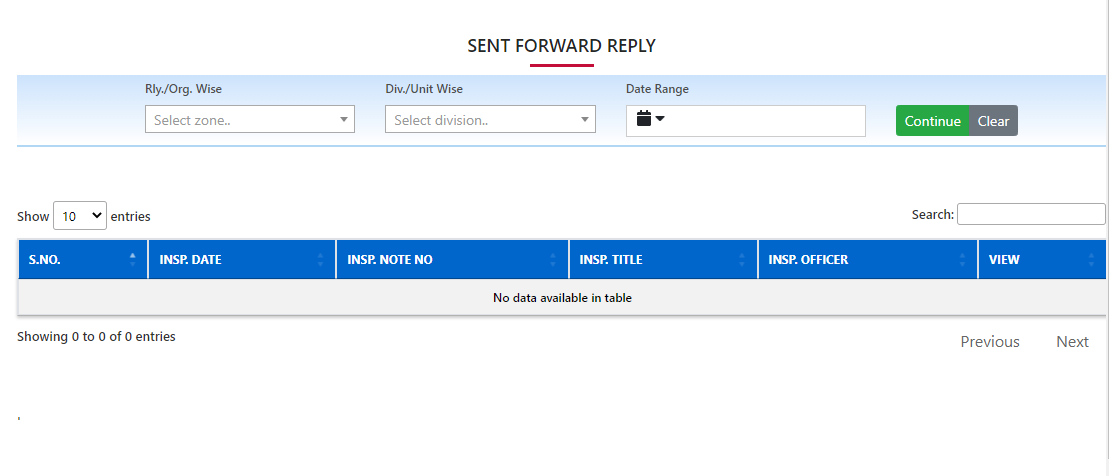 SENT FORWARD REPLY
Rly./Org. Wise Div./Unit Wise Date Range
Select zone.. Select division.. Continue Clear
Show 10 entries Search:
S.NO. INSP. DATE INSP. NOTE NO INSP. TITLE INSP. OFFICER VIEW
No data available in table
Showing 0 to 0 of 0 entries Previous Next